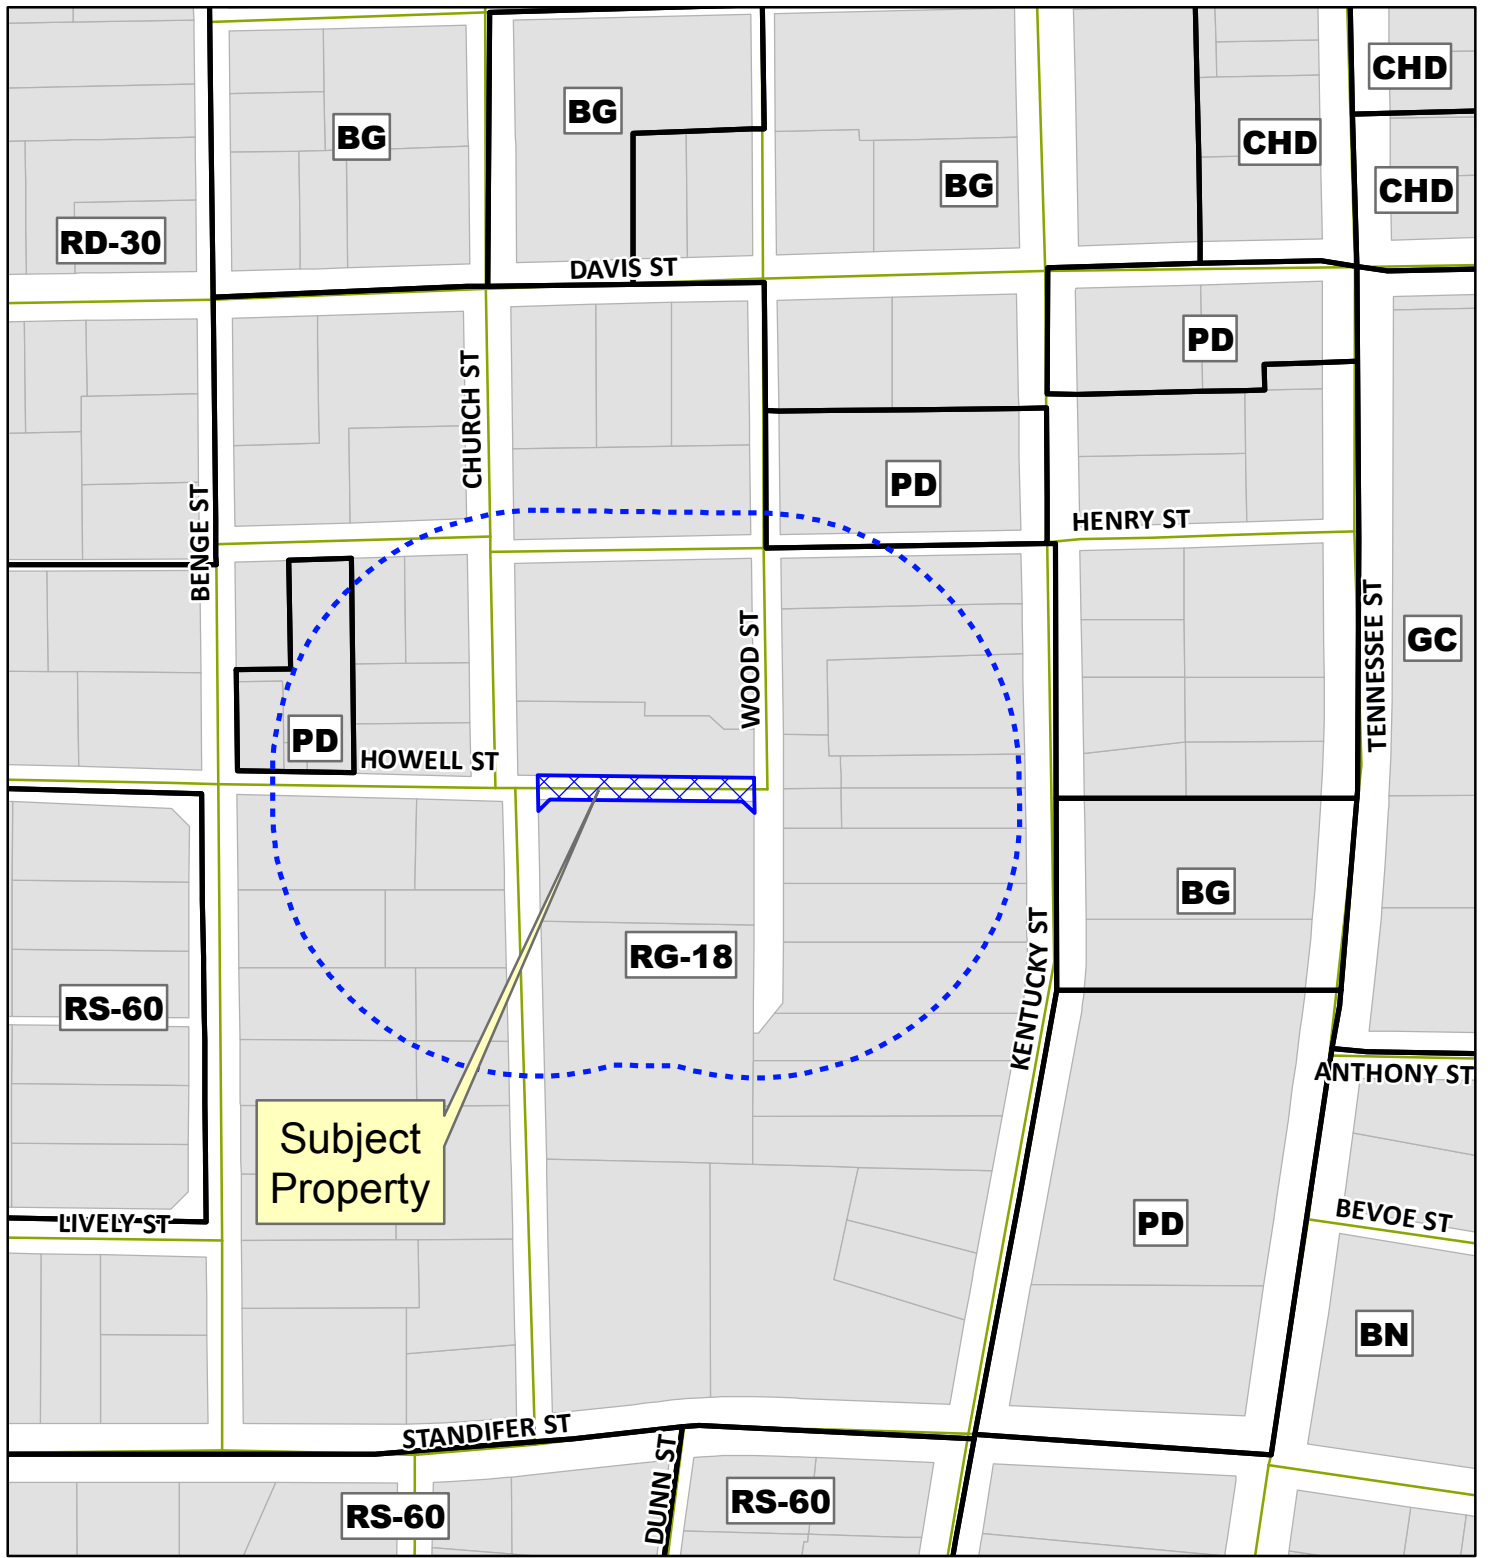 CHD
BG
BG
CHD
BG
CHD
RD-30
DAVIS ST
PD
CHURCH ST
PD
BENGE ST
HENRY ST
WOOD ST
TENNESSEE ST
GC
PD
HOWELL ST
BG
RG-18
KENTUCKY ST
RS-60
ANTHONY ST
Subject
Property
LIVELY ST
PD
BEVOE ST
BN
STANDIFER ST
DUNN ST
RS-60
RS-60